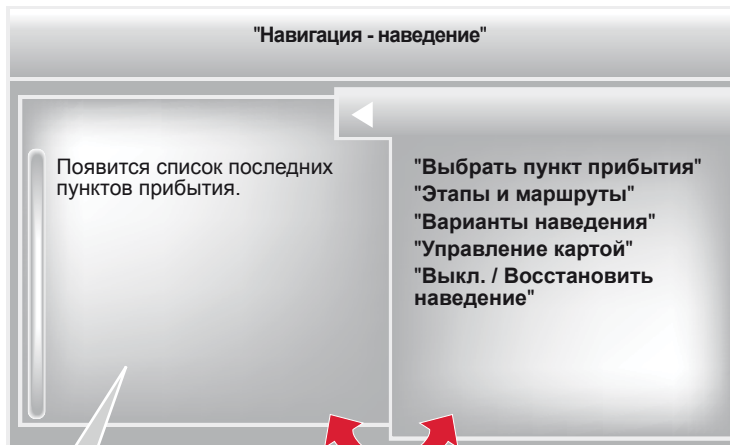 "Навигация - наведение"
Появится список последних
пунктов прибытия.
"Выбрать пункт прибытия"
"Этапы и маршруты"
"Варианты наведения"
"Управление картой"
"Выкл. / Восстановить
наведение"